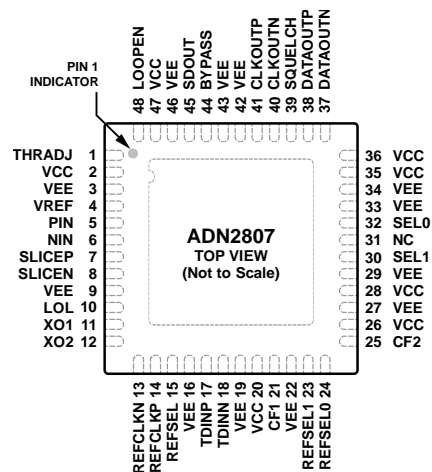 PIN 1
INDICATOR
48 LOOPEN
47 VCC
46 VEE
45 SDOUT
44 BYPASS
43 VEE
42 VEE
41 CLKOUTP
40 CLKOUTN
39 SQUELCH
38 DATAOUTP
37 DATAOUTN
THRADJ 1
VCC 2
VEE 3
VREF 4
PIN 5
NIN 6
SLICEP 7
SLICEN 8
VEE 9
LOL 10
XO1 11
XO2 12
ADN2807
TOP VIEW
(Not to Scale)
36 VCC
35 VCC
34 VEE
33 VEE
32 SEL0
31 NC
30 SEL1
29 VEE
28 VCC
27 VEE
26 VCC
25 CF2
REFCLKN 13
REFCLKP 14
REFSEL 15
VEE 16
TDINP 17
TDINN 18
VEE 19
VCC 20
CF1 21
VEE 22
REFSEL1 23
REFSEL0 24